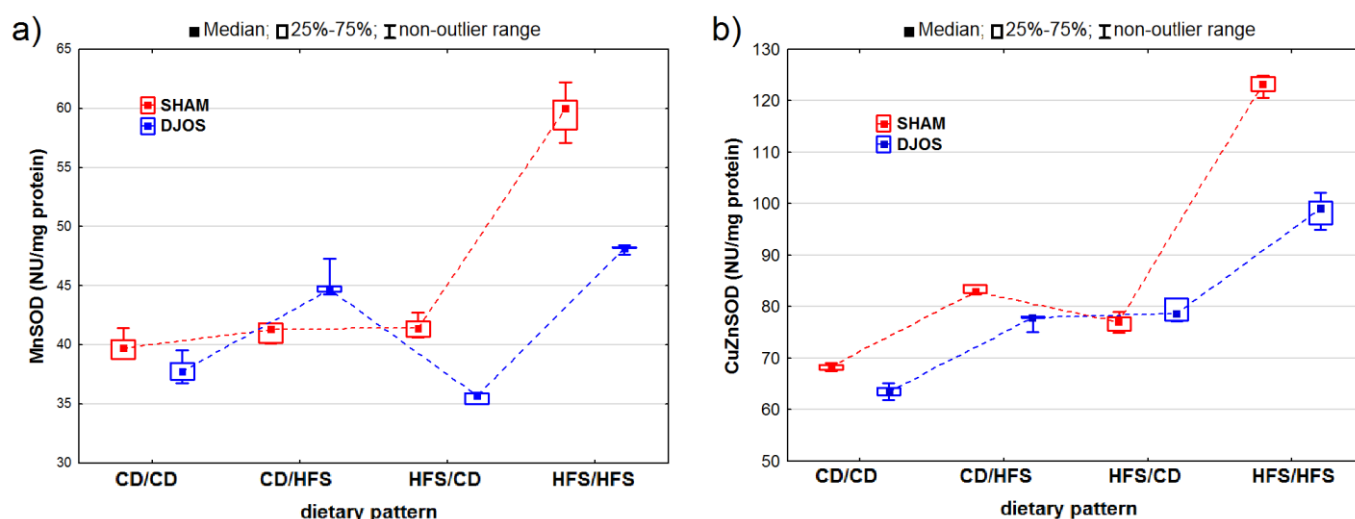 a)
■ Median; 25%-75%; non-outlier range
65
60
55
50
45
40
35
30
MnSOD (NU/mg protein)
SHAM
DJOS
CD/CD CD/HFS HFS/CD HFS/HFS
dietary pattern
b)
■ Median; 25%-75%; non-outlier range
130
120
110
100
90
80
70
60
50
CuZnSOD (NU/mg protein)
SHAM
DJOS
CD/CD CD/HFS HFS/CD HFS/HFS
dietary pattern